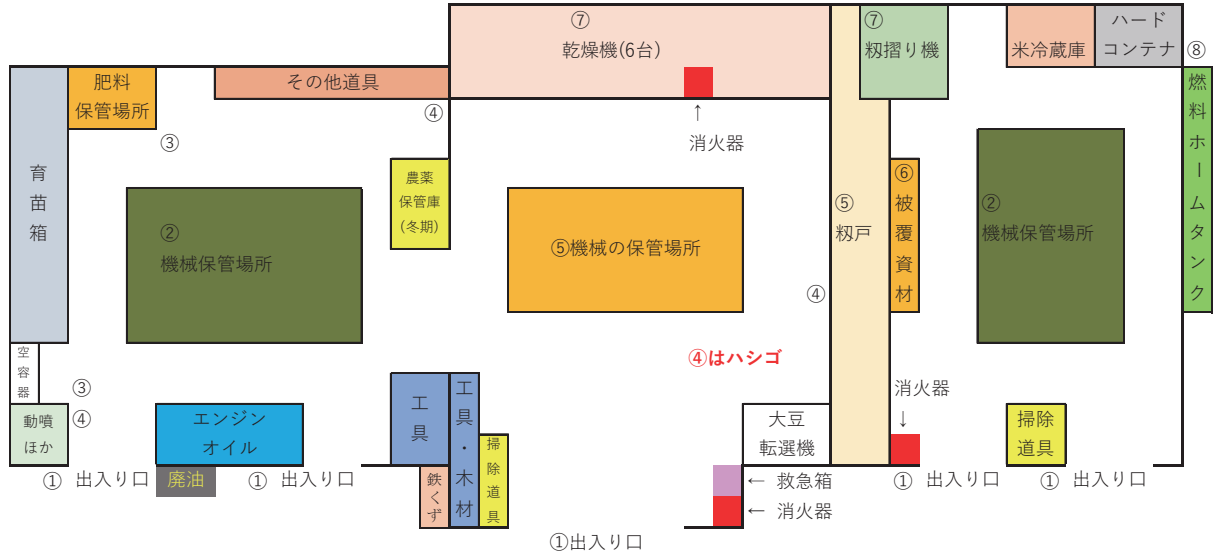 ⑦
乾燥機(6台)
⑦
籾摺り機
米冷蔵庫
ハード
コンテナ
⑧
肥料
保管場所
その他道具
④
③
↑
消火器
燃料ホームタンク
育苗箱
農薬
保管庫
(冬期)
⑥被覆資材
②
機械保管場所
⑤機械の保管場所
⑤
籾戸
②
機械保管場所
④
空容器
③
④はハシゴ
消火器
↓
動噴
ほか
④
エンジン
オイル
工具
工具・木材
掃除道具
大豆
転選機
掃除
道具
① 出入り口
廃油
① 出入り口
鉄くず
← 救急箱
← 消火器
① 出入り口
① 出入り口
①出入り口